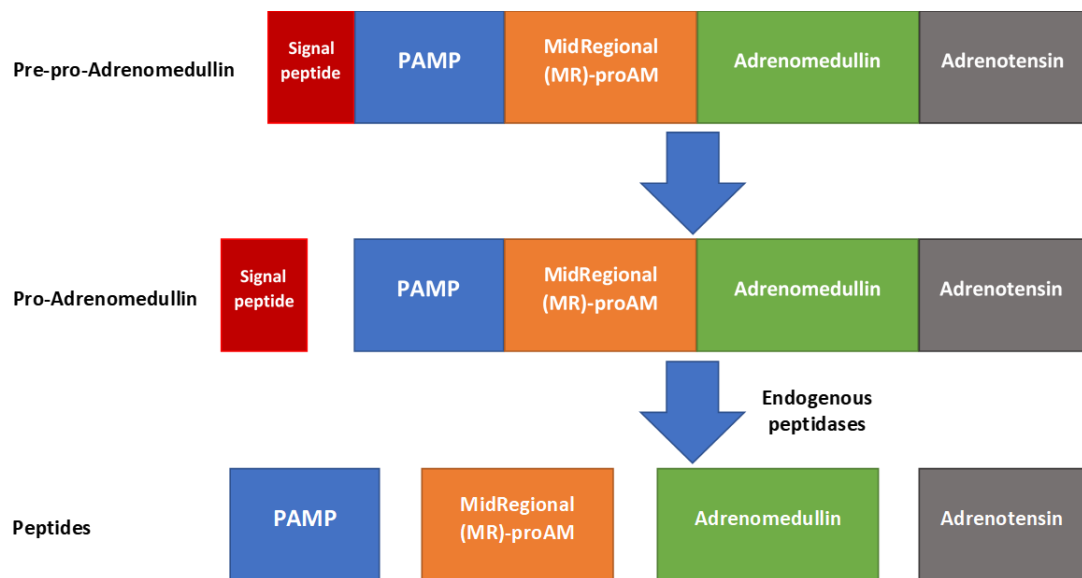 Pre-pro-Adrenomedullin
Signal
peptide
PAMP
MidRegional
(MR)-proAM
Adrenomedullin
Adrenotensin
Pro-Adrenomedullin
Signal
peptide
PAMP
MidRegional
(MR)-proAM
Adrenomedullin
Adrenotensin
Endogenous
peptidases
Peptides
PAMP
MidRegional
(MR)-proAM
Adrenomedullin
Adrenotensin